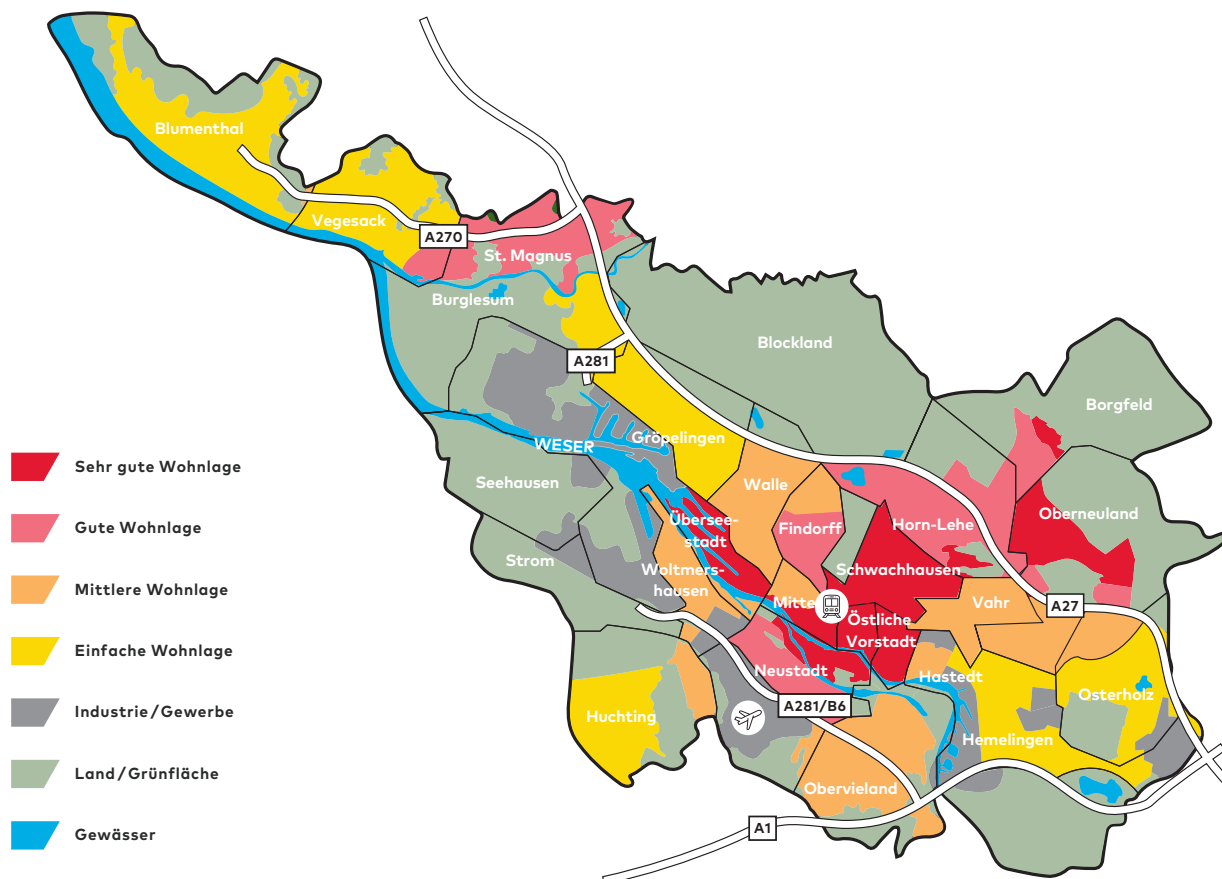 Blumenthal
Vegesack
A270
St. Magnus
Burglesum
Blockland
A281
Borgfeld
WESER
Gröpelingen
Seehausen
Walle
Übersee-
stadt
Findorff
Horn-Lehe
Oberneuland
Strom
Woltmers-
hausen
Schwachhausen
Mitte
Vahr
A27
Östliche
Vorstadt
Neustadt
Hastedt
Osterholz
Huchting
A281/B6
Hemelingen
Obervieland
A1
Sehr gute Wohnlage
Gute Wohnlage
Mittlere Wohnlage
Einfache Wohnlage
Industrie/Gewerbe
Land/Grünfläche
Gewässer